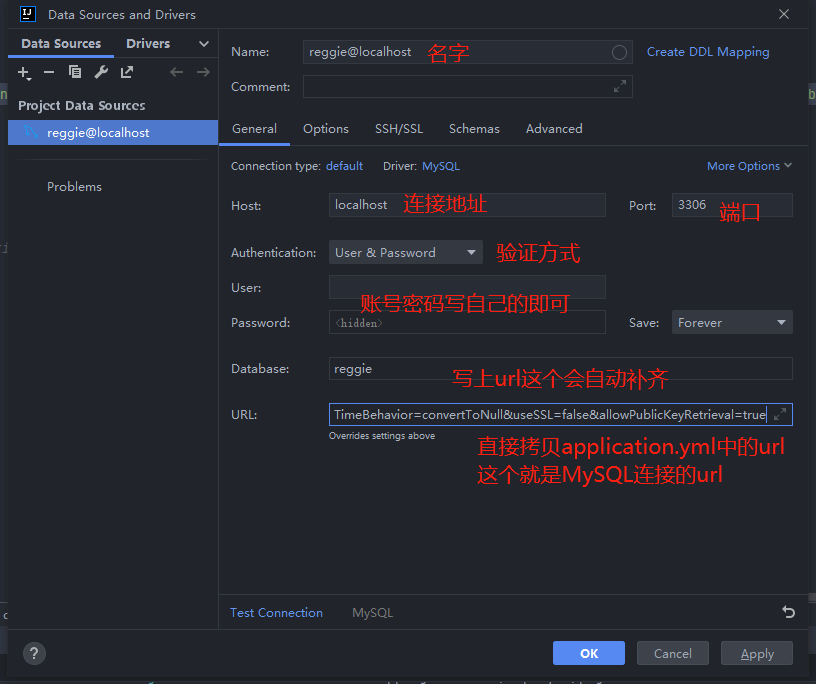 Data Sources and Drivers
Data Sources
Drivers
Project Data Sources
reggie@localhost
Problems
Name:
reggie@localhost
名字
Create DDL Mapping
Comment:
General
Options
SSH/SSL
Schemas
Advanced
Connection type: default
Driver: MySQL
More Options
Host:
localhost
连接地址
Port:
3306
端口
Authentication:
User & Password
验证方式
User:
账号密码写自己的即可
Password:
<hidden>
Save:
Forever
Database:
reggie
写上url这个会自动补齐
URL:
TimeBehavior=convertToNull&useSSL=false&allowPublicKeyRetrieval=true
Overrides settings above
直接拷贝application.yml中的url
这个就是MySQL连接的url
Test Connection
MySQL
?
OK
Cancel
Apply